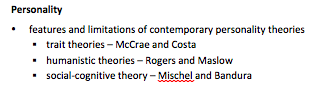 Personality
• features and limitations of contemporary personality theories
▪ trait theories – McCrae and Costa
▪ humanistic theories – Rogers and Maslow
▪ social-cognitive theory – Mischel and Bandura